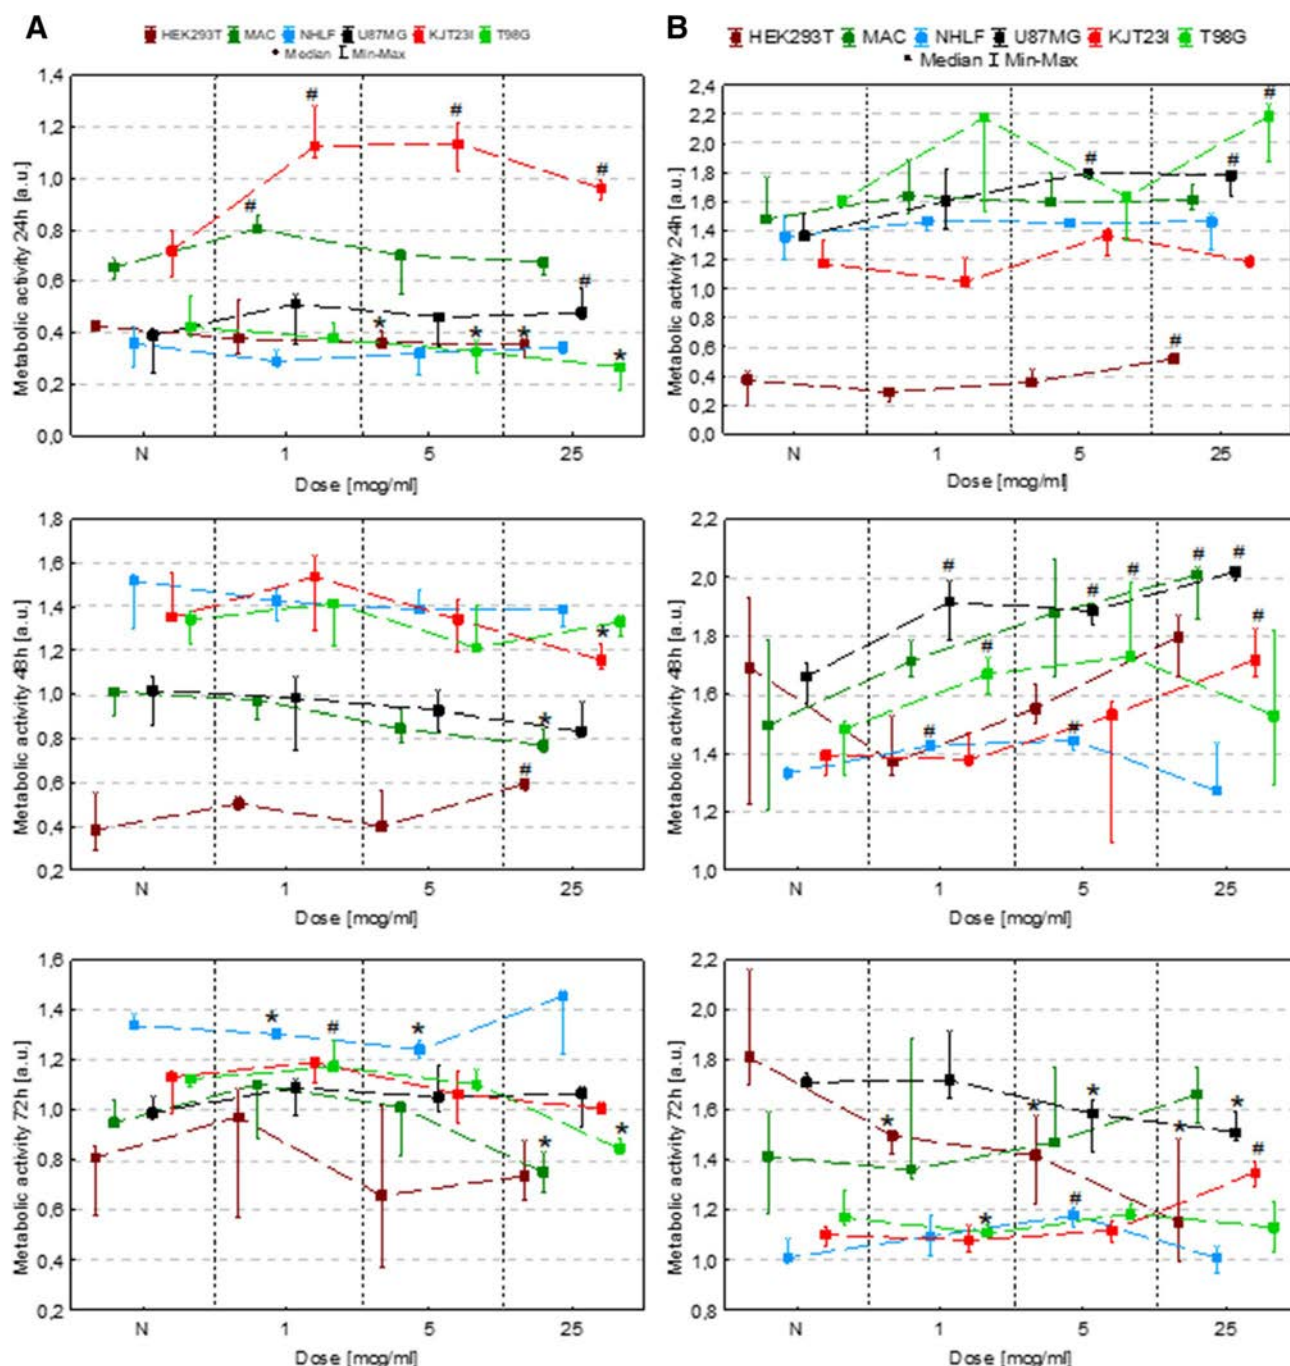 A
HEK293T MAC NHLF U87MG KJT23I T98G
Median Min-Max
Metabolic activity 24h [a.u.]
1,4
1,2
1,0
0,8
0,6
0,4
0,2
0,0
# # # # # * * * *
N 1 5 25
Dose [mcg/ml]
B
HEK293T MAC NHLF U87MG KJT23I T98G
Median Min-Max
Metabolic activity 24h [a.u.]
2,4
2,2
2,0
1,8
1,6
1,4
1,2
1,0
0,8
0,6
0,4
0,2
0,0
# # # #
N 1 5 25
Dose [mcg/ml]
Metabolic activity 48h [a.u.]
1,8
1,6
1,4
1,2
1,0
0,8
0,6
0,4
0,2
* * #
N 1 5 25
Dose [mcg/ml]
Metabolic activity 48h [a.u.]
2,2
2,0
1,8
1,6
1,4
1,2
1,0
# # # # # # # # #
N 1 5 25
Dose [mcg/ml]
Metabolic activity 72h [a.u.]
1,6
1,4
1,2
1,0
0,8
0,6
0,4
0,2
* # * * *
N 1 5 25
Dose [mcg/ml]
Metabolic activity 72h [a.u.]
2,2
2,0
1,8
1,6
1,4
1,2
1,0
0,8
* * * * * # # *
N 1 5 25
Dose [mcg/ml]